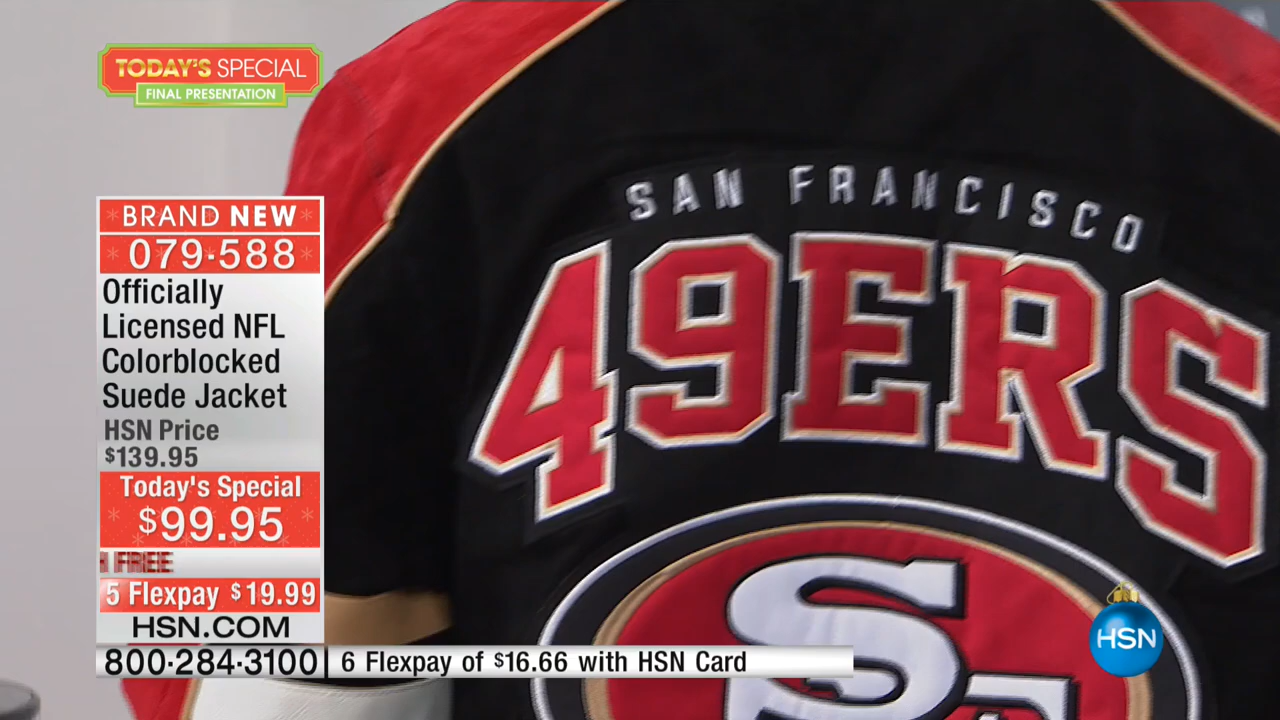 TODAY'S SPECIAL
FINAL PRESENTATION
BRAND NEW
079·588
Officially
Licensed NFL
Colorblocked
Suede Jacket
HSN Price
$139.95
Today's Special
$99.95
FREE
5 Flexpay $19.99
HSN.COM
800·284·3100
6 Flexpay of $16.66 with HSN Card
SAN FRANCISCO
49ERS
SF
HSN